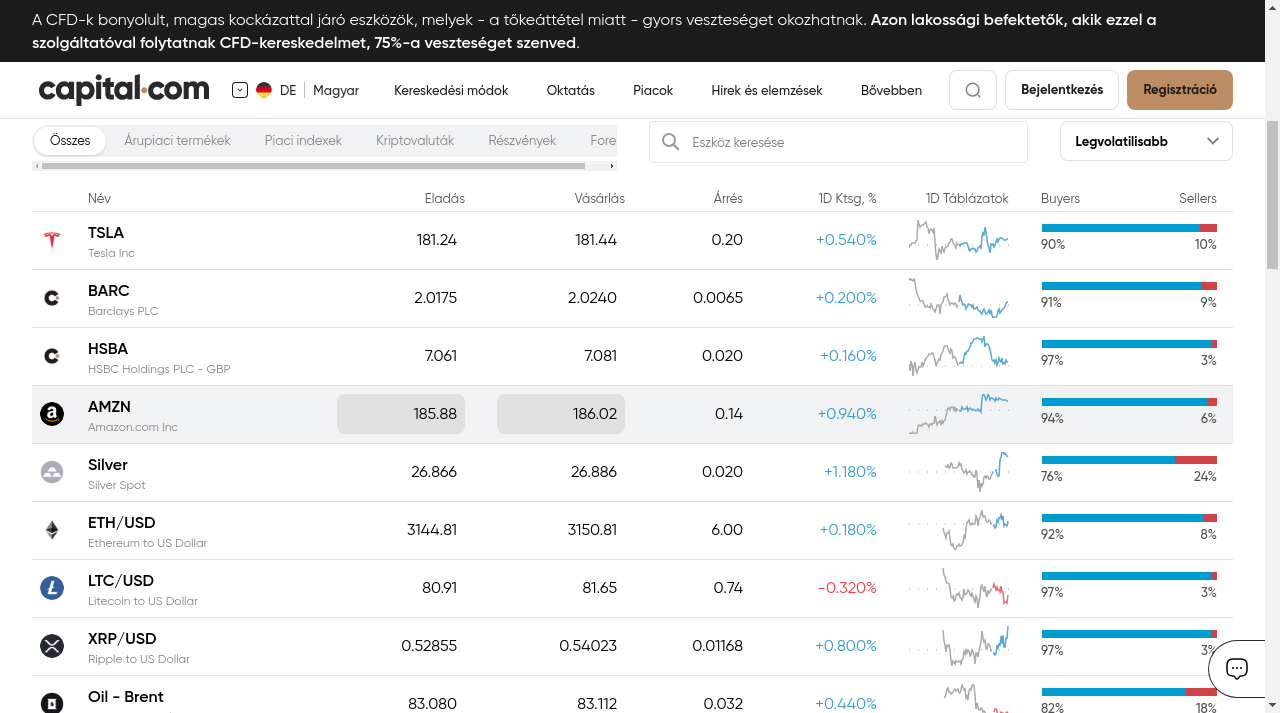 A CFD-k bonyolult, magas kockázattal járó eszközök, melyek - a tőkeáttétel miatt - gyors veszteséget okozhatnak. Azon lakossági befektetők, akik ezzel a
szolgáltatóval folytatnak CFD-kereskedelmet, 75%-a veszteséget szenved.
capital.com DE Magyar Kereskedési módok Oktatás Piacok Hírek és elemzések Bővebben Bejelentkezés Regisztráció
Összes Árupiaci termékek Piaci indexek Kriptovaluták Részvények Fore Eszköz keresése Legvolatilisabb
Név Eladás Vásárlás Árrés 1D Ktsg, % 1D Táblázatok Buyers Sellers
TSLA
Tesla Inc
181.24 181.44 0.20 +0.540% 90% 10%
BARC
Barclays PLC
2.0175 2.0240 0.0065 +0.200% 91% 9%
HSBA
HSBC Holdings PLC - GBP
7.061 7.081 0.020 +0.160% 97% 3%
AMZN
Amazon.com Inc
185.88 186.02 0.14 +0.940% 94% 6%
Silver
Silver Spot
26.866 26.886 0.020 +1.180% 76% 24%
ETH/USD
Ethereum to US Dollar
3144.81 3150.81 6.00 +0.180% 92% 8%
LTC/USD
Litecoin to US Dollar
80.91 81.65 0.74 -0.320% 97% 3%
XRP/USD
Ripple to US Dollar
0.52855 0.54023 0.01168 +0.800% 97% 3%
Oil - Brent
83.080 83.112 0.032 +0.440% 82% 18%